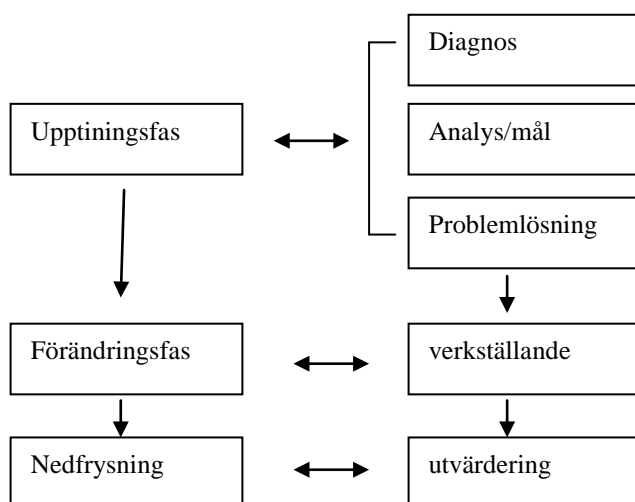 Diagnos
Upptiningsfas
Analys/mål
Problemlösning
Förändringsfas
verkställande
Nedfrysning
utvärdering